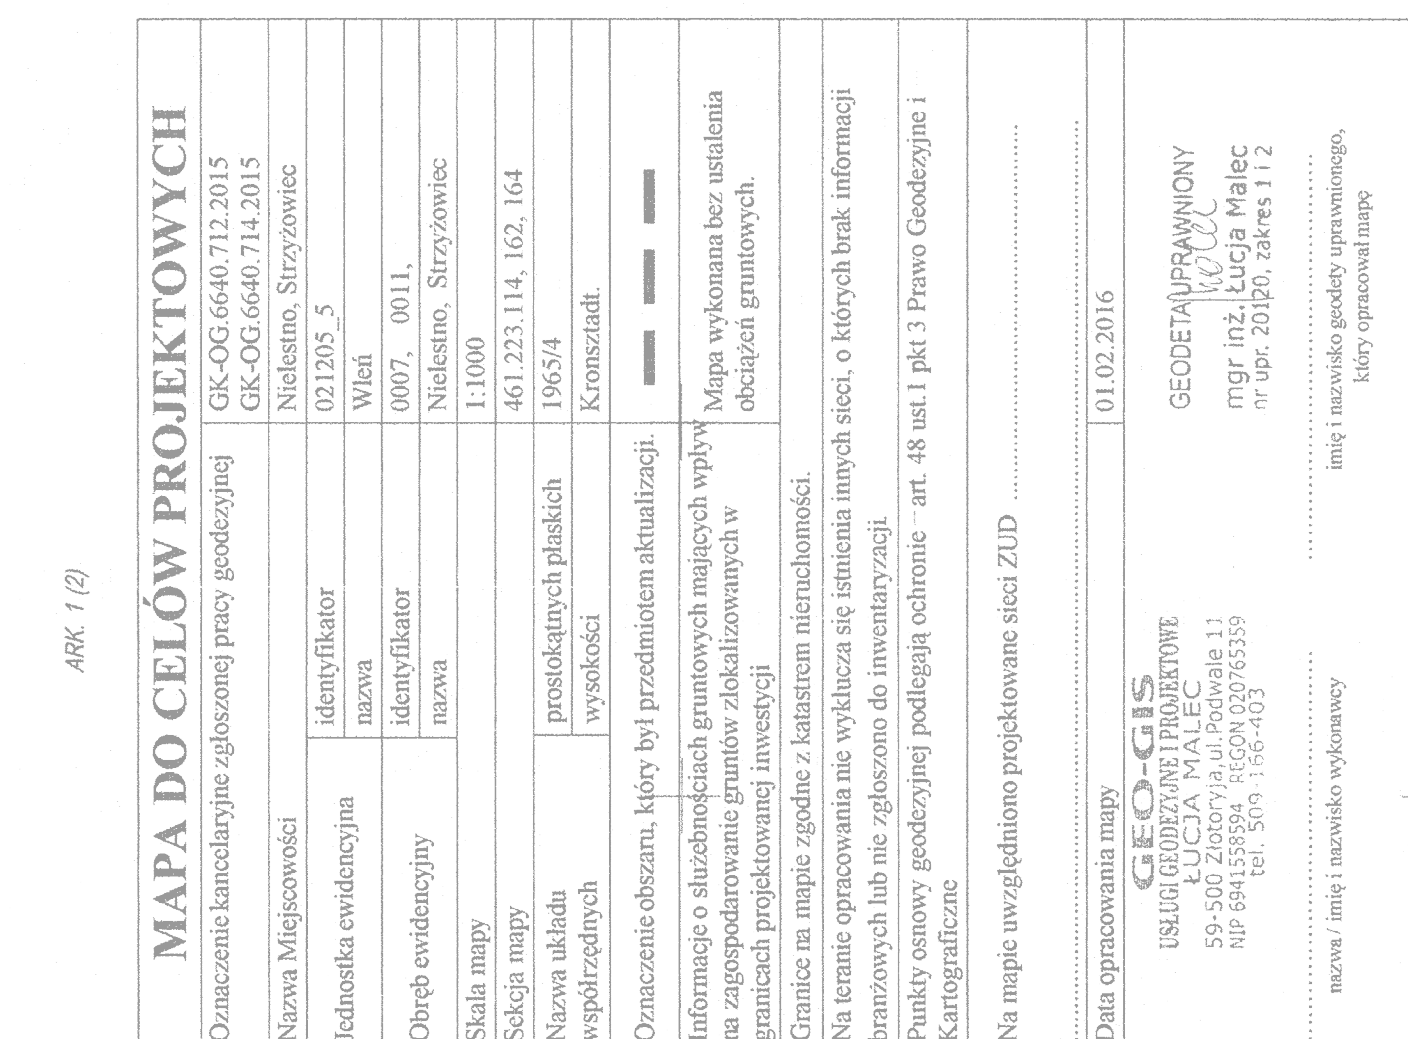 ARK. 1 (2)
MAPA DO CELÓW PROJEKTOWYCH
Oznaczenie kancelaryjne zgłoszonej pracy geodezyjnej
GK-OG.6640.712.2015
GK-OG.6640.714.2015
Nazwa Miejscowości
Nielestno, Strzyżowiec
Jednostka ewidencyjna
identyfikator
021205_5
nazwa
Wleń
Obręb ewidencyjny
identyfikator
0007, 0011,
nazwa
Nielestno, Strzyżowiec
Skala mapy
1:1000
Sekcja mapy
461.223.114, 162, 164
Nazwa układu
współrzędnych
prostokątnych płaskich
1965/4
wysokości
Kronsztadt.
Oznaczenie obszaru, który był przedmiotem aktualizacji.
Informacje o służebnościach gruntowych mających wpływ
na zagospodarowanie gruntów zlokalizowanych w
granicach projektowanej inwestycji
Mapa wykonana bez ustalenia
obciążeń gruntowych.
Granice na mapie zgodne z katastrem nieruchomości.
Na terenie opracowania nie wyklucza się istnienia innych sieci, o których brak informacji
branżowych lub nie zgłoszono do inwentaryzacji.
Punkty osnowy geodezyjnej podlegają ochronie – art. 48 ust.1 pkt 3 Prawo Geodezyjne i
Kartograficzne
Na mapie uwzględniono projektowane sieci ZUD ..........................................
Data opracowania mapy
01.02.2016
GEO-GIS
USŁUGI GEODEZYJNE I PROJEKTOWE
ŁUCJA MALEC
59-500 Złotoryja, ul. Podwale 11
NIP 6941558594 REGON 020765359
tel. 509-166-403
nazwa / imię i nazwisko wykonawcy
GEODETA UPRAWNIONY
mgr inż. Łucja Malec
nr upr. 20120, zakres 1 i 2
imię i nazwisko geodety uprawnionego,
który opracował mapę